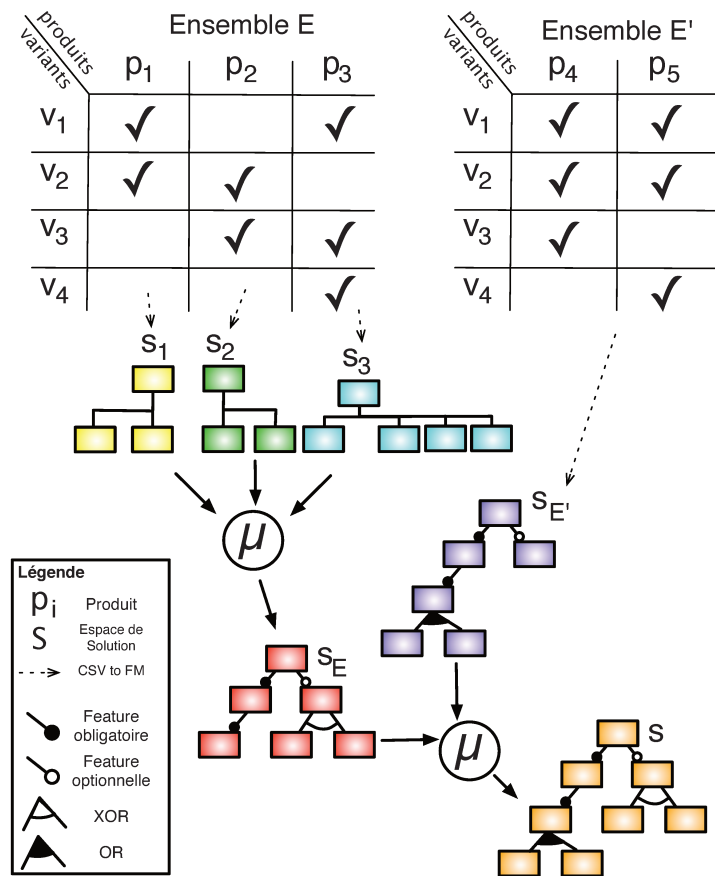 Ensemble E
produits
variants
p1 p2 p3
v1
v2
v3
v4
Ensemble E'
produits
variants
p4 p5
v1
v2
v3
v4
s1 s2 s3
μ
sE'
sE
μ
s
Légende
pi Produit
S Espace de
Solution
CSV to FM
Feature
obligatoire
Feature
optionnelle
XOR
OR